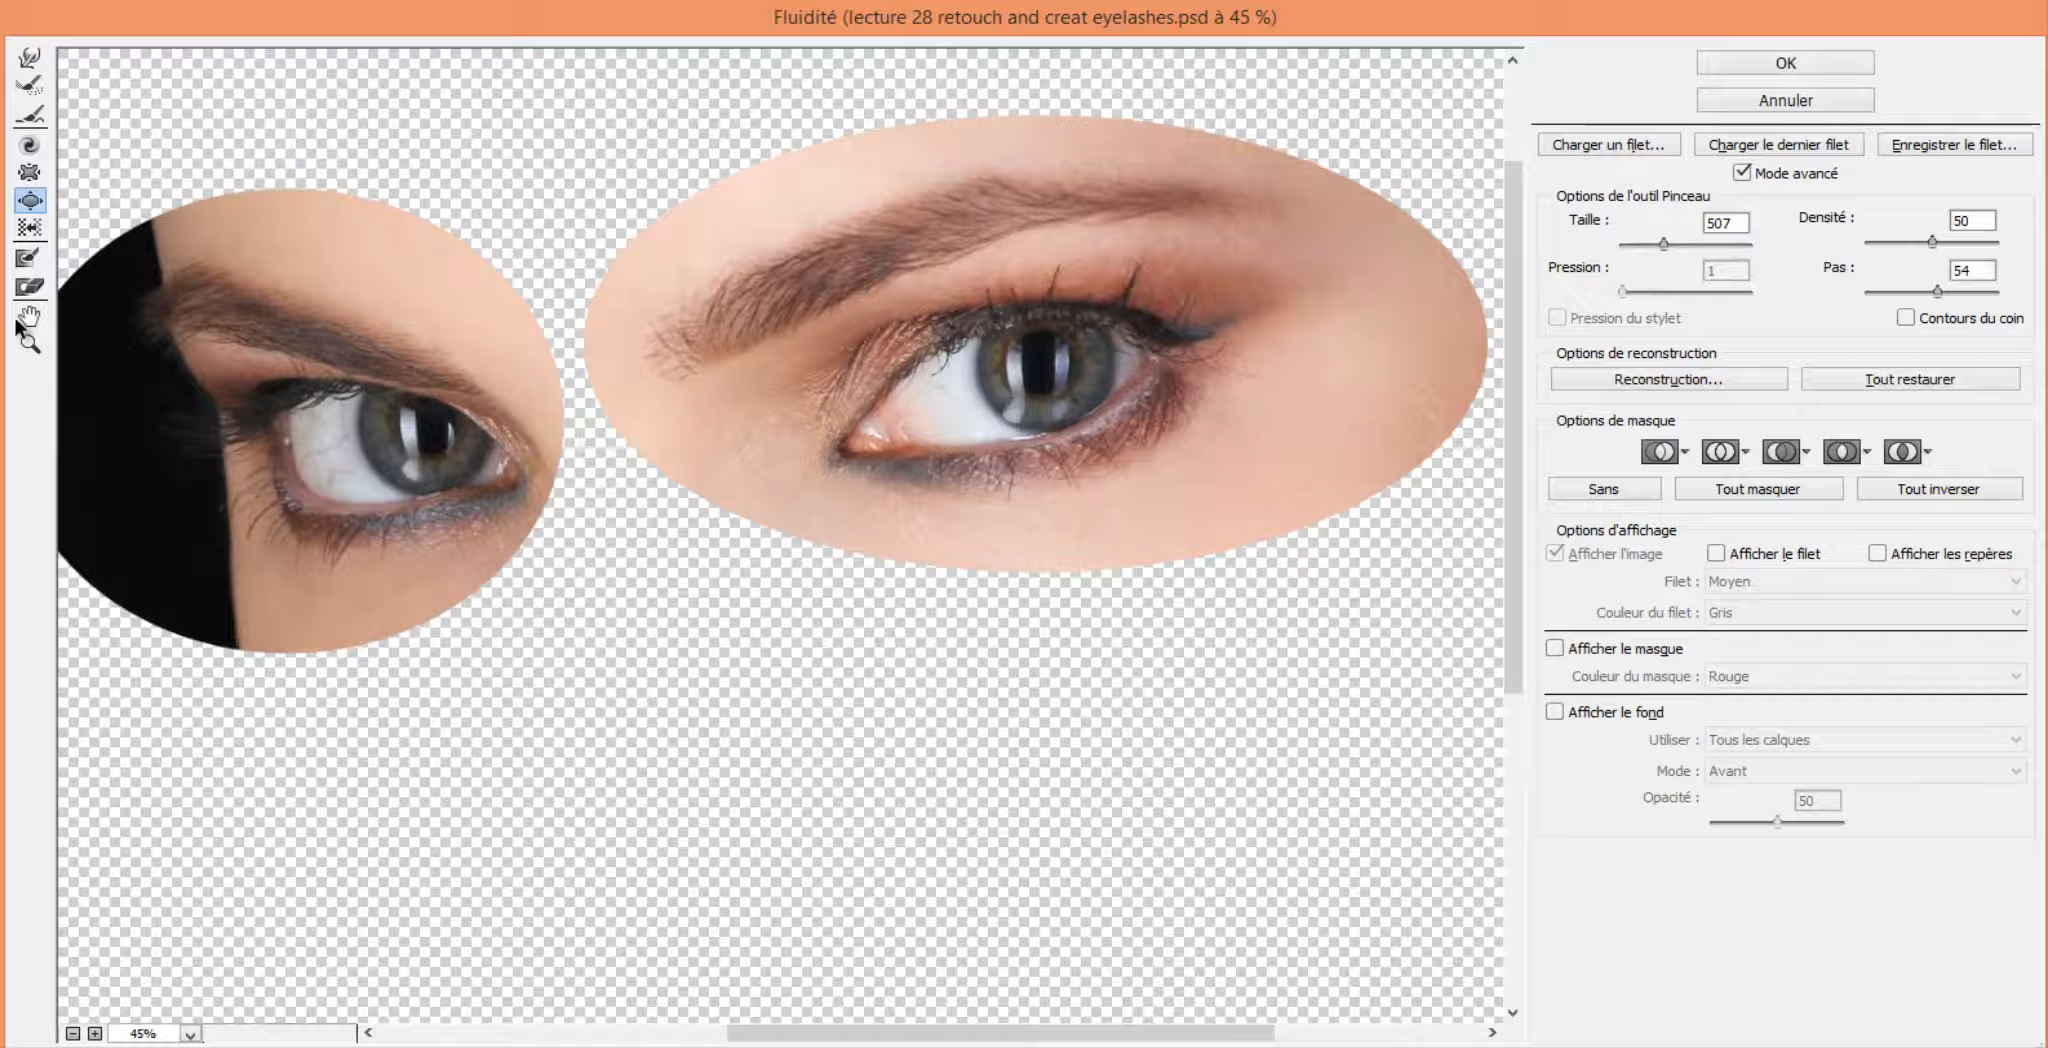 Fluidité (lecture 28 retouch and creat eyelashes.psd à 45 %)
OK
Annuler
Charger un filet...
Charger le dernier filet
Enregistrer le filet...
Mode avancé
Options de l'outil Pinceau
Taille : 507
Densité : 50
Pression : 1
Pas : 54
Pression du stylet
Contours du coin
Options de reconstruction
Reconstruction...
Tout restaurer
Options de masque
Sans
Tout masquer
Tout inverser
Options d'affichage
Afficher l'image
Afficher le filet
Afficher les repères
Filet : Moyen
Couleur du filet : Gris
Afficher le masque
Couleur du masque : Rouge
Afficher le fond
Utiliser : Tous les calques
Mode : Avant
Opacité : 50
45%